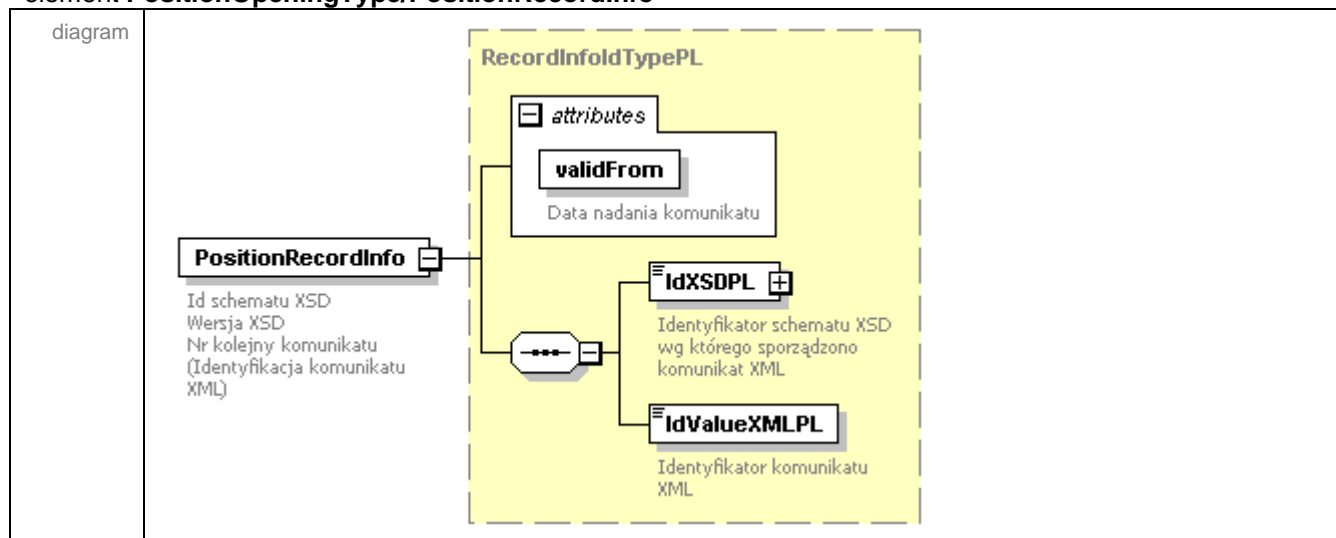 element PositionOpeningType/PositionRecordInfo
diagram
RecordInfoIdTypePL
attributes
validFrom
Data nadania komunikatu
PositionRecordInfo
Id schematu XSD
Wersja XSD
Nr kolejny komunikatu
(Identyfikacja komunikatu
XML)
IdXSDPL
Identyfikator schematu XSD
wg którego sporządzono
komunikat XML
IdValueXMLPL
Identyfikator komunikatu
XML